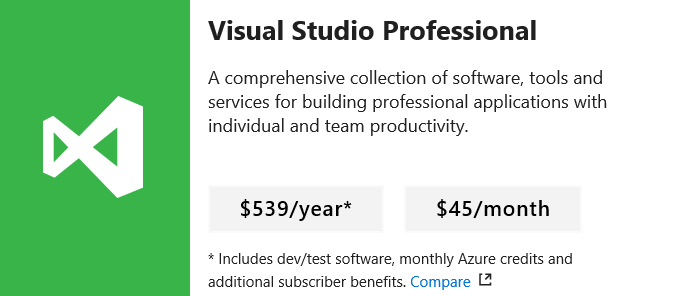 Visual Studio Professional
A comprehensive collection of software, tools and
services for building professional applications with
individual and team productivity.
$539/year* $45/month
* Includes dev/test software, monthly Azure credits and
additional subscriber benefits. Compare